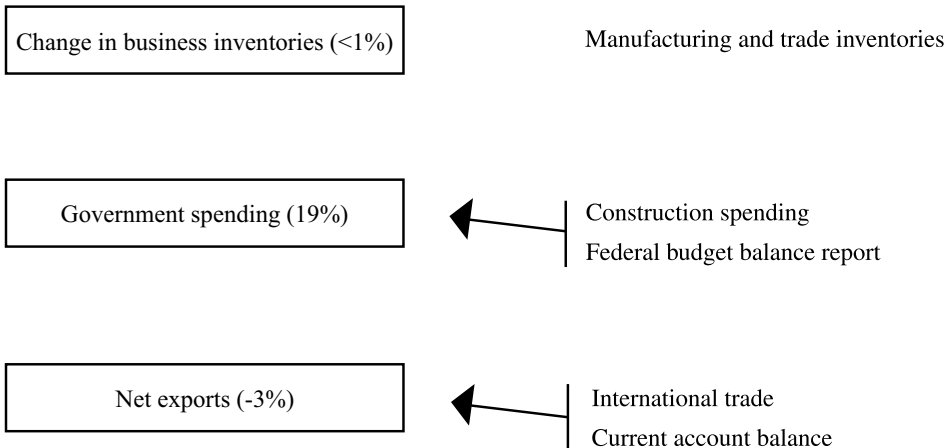 Change in business inventories (<1%)
Manufacturing and trade inventories
Government spending (19%)
Construction spending
Federal budget balance report
Net exports (-3%)
International trade
Current account balance